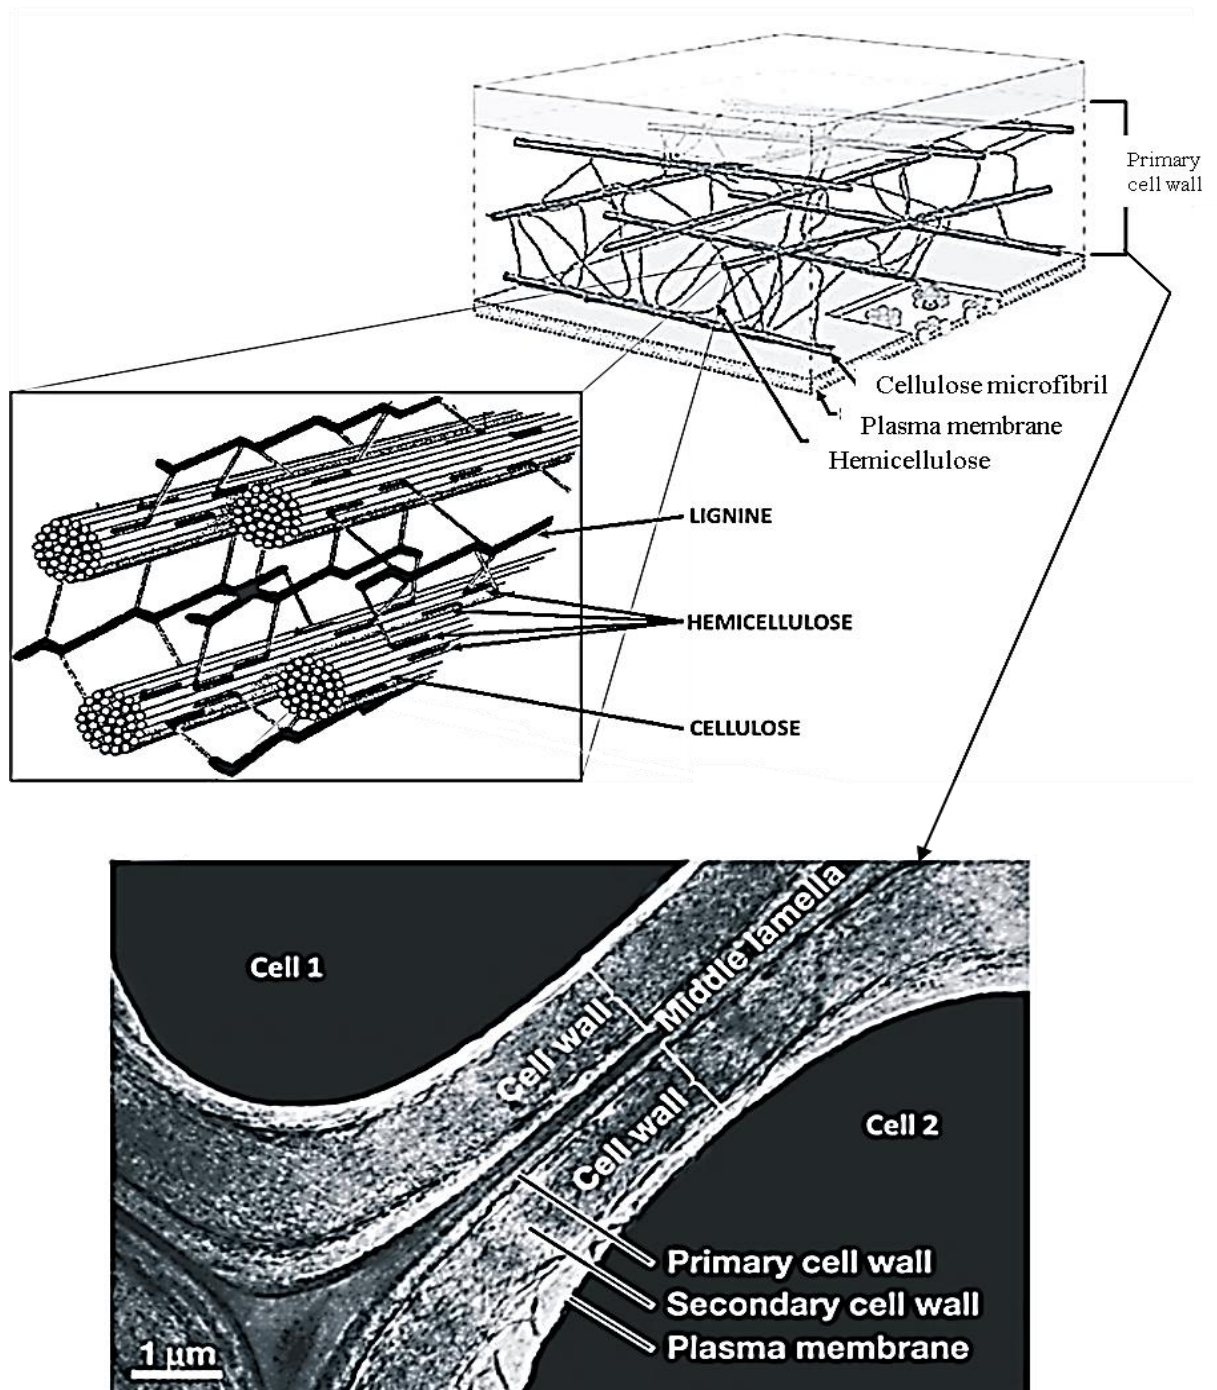 Primary
cell wall
Cellulose microfibril
Plasma membrane
Hemicellulose
LIGNINE
HEMICELLULOSE
CELLULOSE
Cell 1
Middle lamella
Cell wall
Cell wall
Cell 2
Primary cell wall
Secondary cell wall
Plasma membrane
1 μm